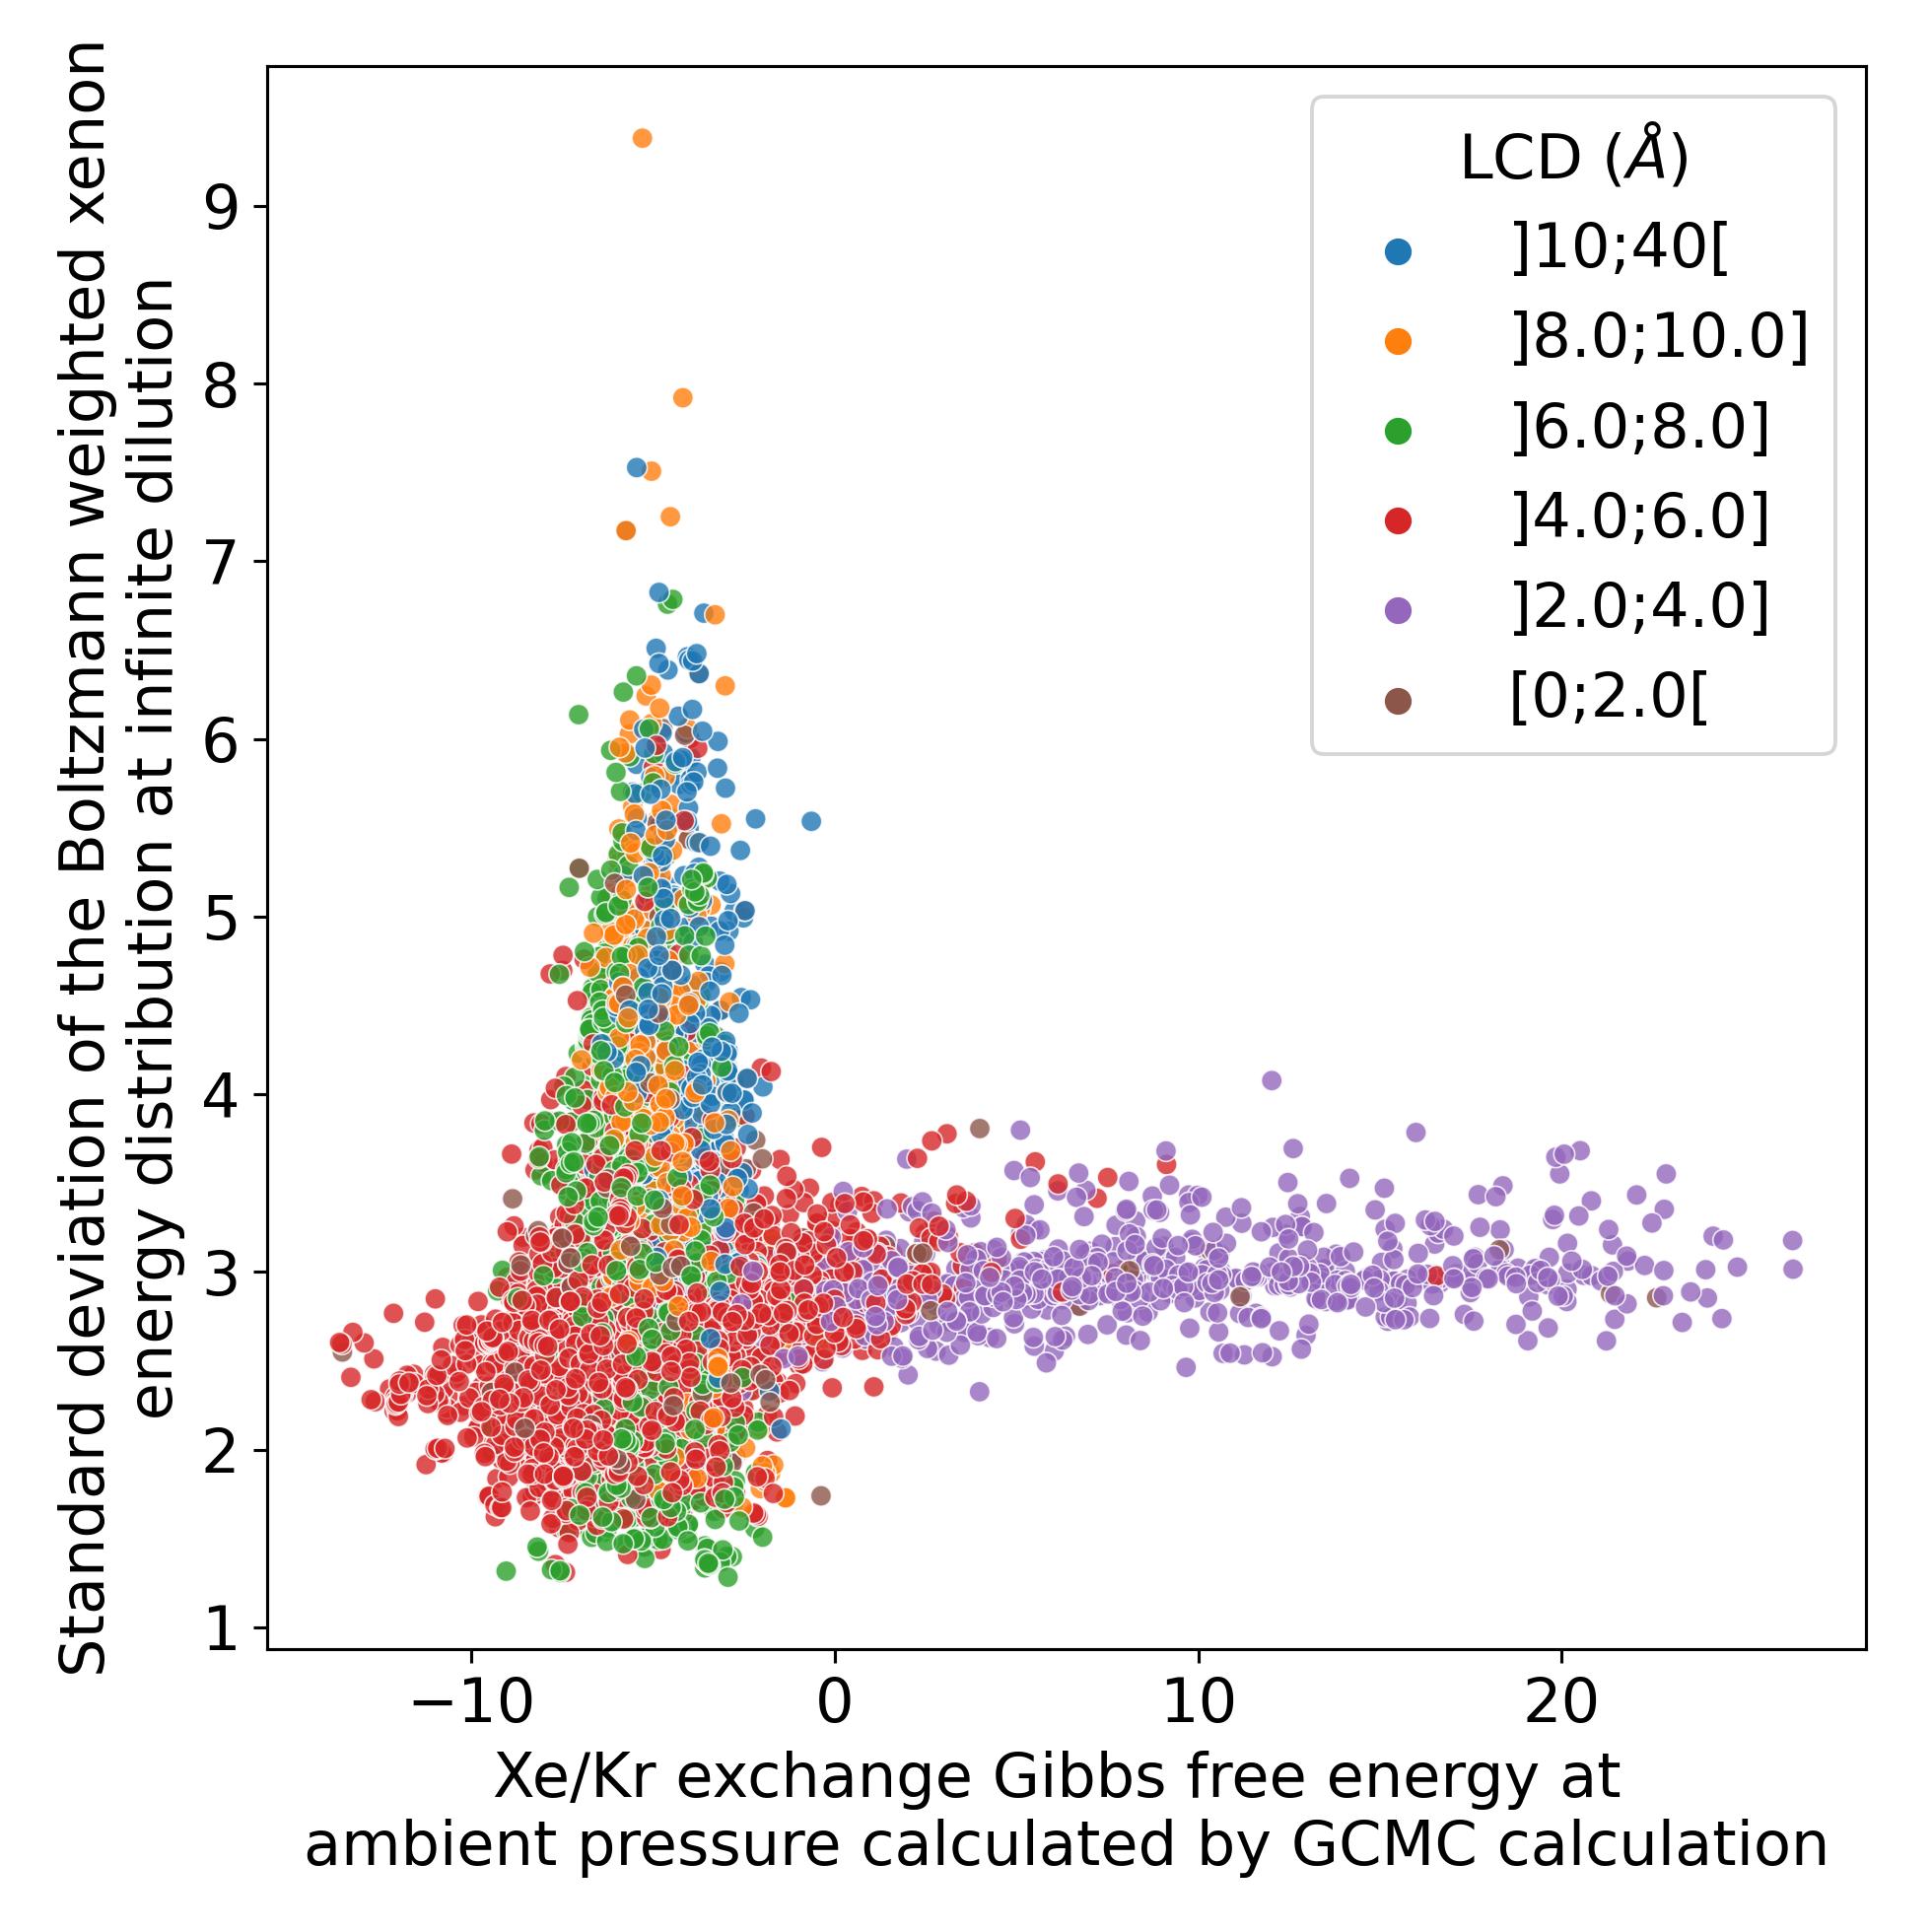 Standard deviation of the Boltzmann weighted xenon
energy distribution at infinite dilution
9
8
7
6
5
4
3
2
1
LCD (Å)
]10;40[
]8.0;10.0]
]6.0;8.0]
]4.0;6.0]
]2.0;4.0]
[0;2.0[
−10 0 10 20
Xe/Kr exchange Gibbs free energy at
ambient pressure calculated by GCMC calculation